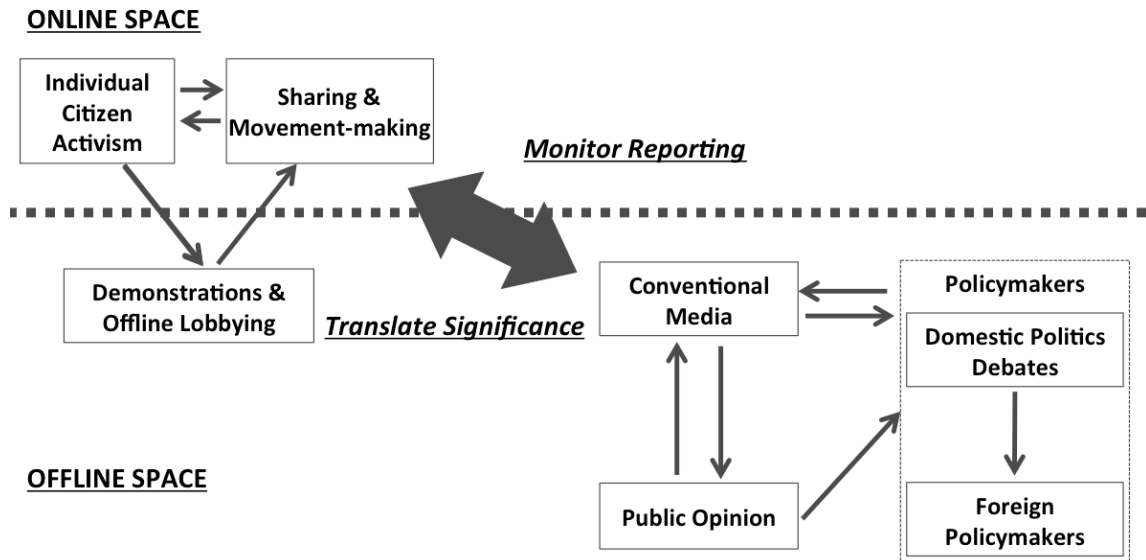 ONLINE SPACE
Individual
Citizen
Activism
Sharing &
Movement-making
Monitor Reporting
Demonstrations &
Offline Lobbying
Translate Significance
Conventional
Media
Policymakers
Domestic Politics
Debates
OFFLINE SPACE
Public Opinion
Foreign
Policymakers